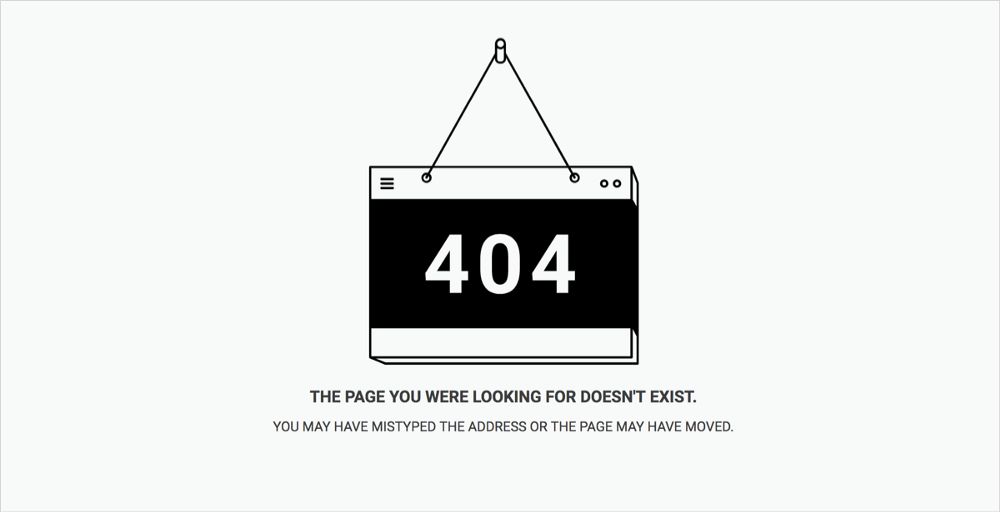 404
THE PAGE YOU WERE LOOKING FOR DOESN'T EXIST.
YOU MAY HAVE MISTYPED THE ADDRESS OR THE PAGE MAY HAVE MOVED.